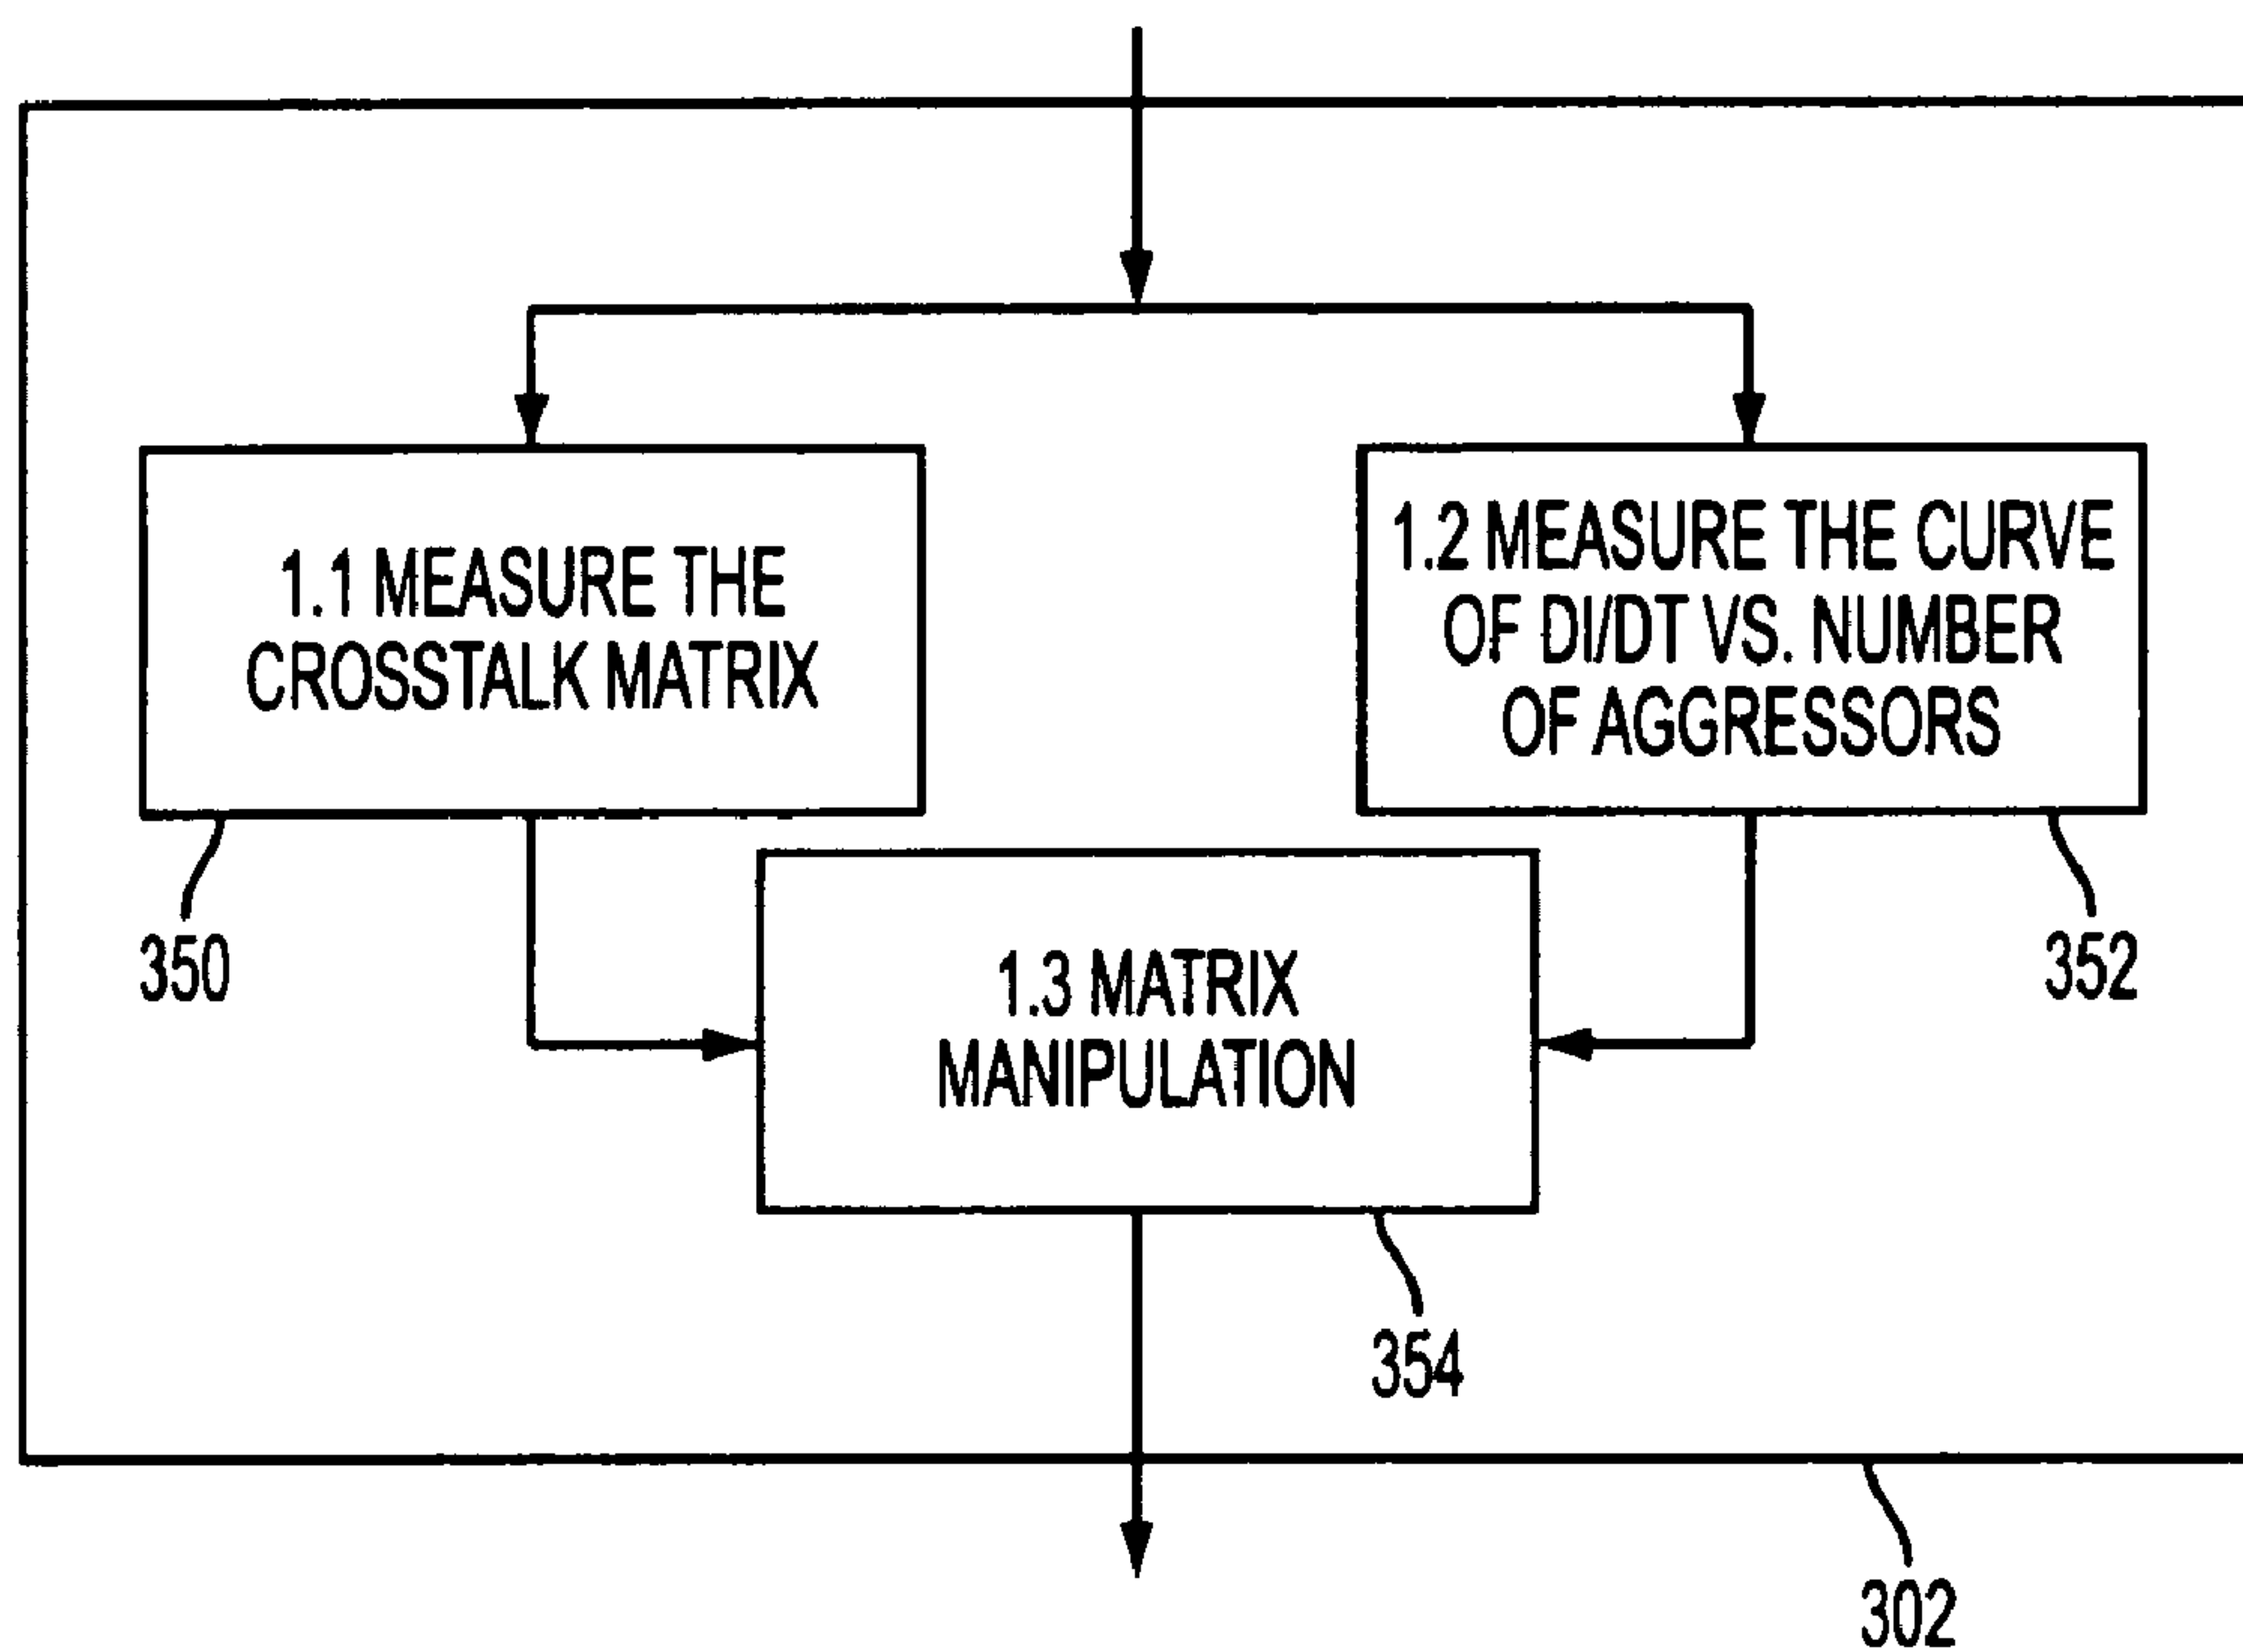 1.1 MEASURE THE
CROSSTALK MATRIX
1.2 MEASURE THE CURVE
OF DI/DT VS. NUMBER
OF AGGRESSORS
350
352
1.3 MATRIX
MANIPULATION
354
302